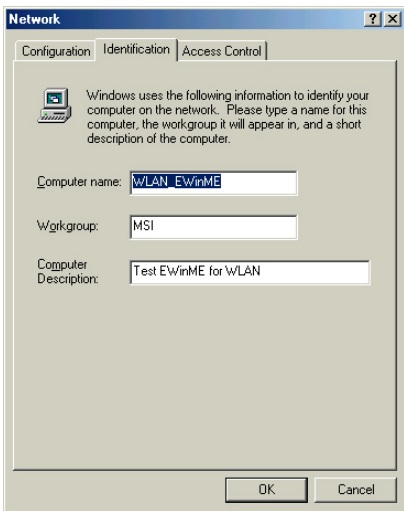 Network
? ×
Configuration Identification Access Control
Windows uses the following information to identify your
computer on the network. Please type a name for this
computer, the workgroup it will appear in, and a short
description of the computer.
Computer name: WLAN_EWinME
Workgroup: MSI
Computer
Description: Test EWinME for WLAN
OK Cancel